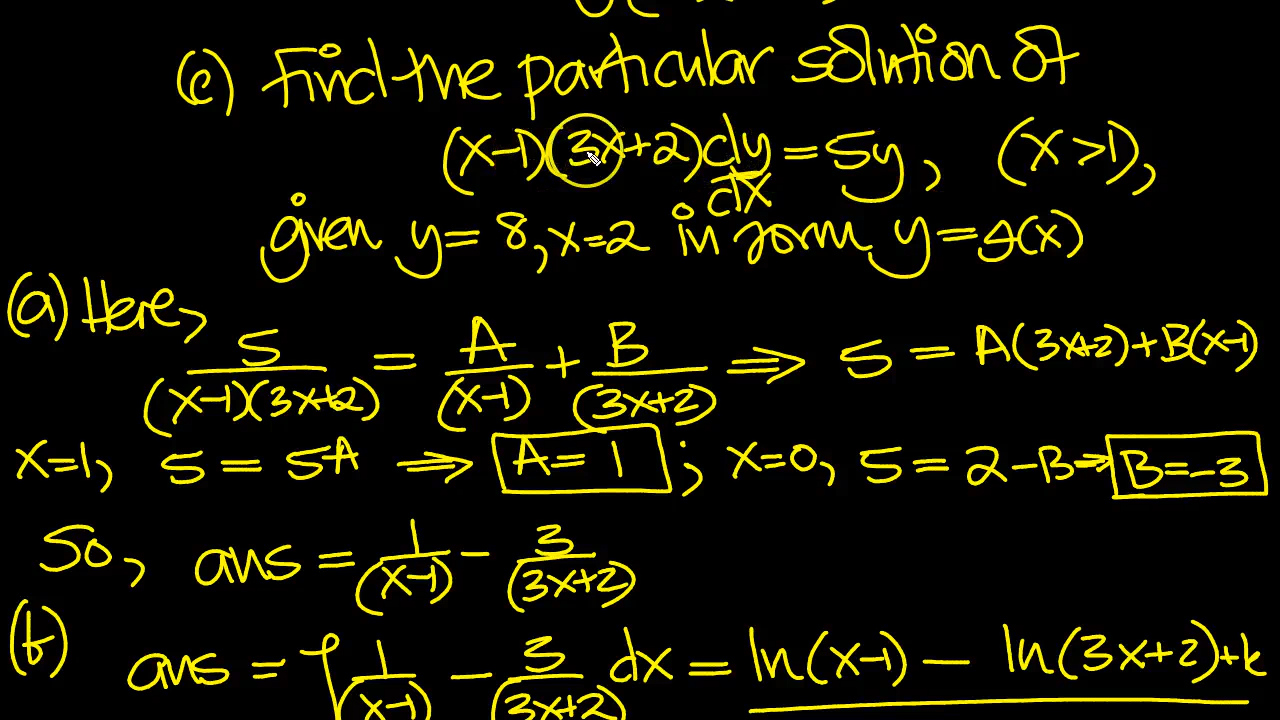 (c) Find the particular solution of
(x-1)(3x+2) dy/dx = 5y, (x>1),
given y = 8, x=2 in form y = f(x)
(a) Here,
5/((x-1)(3x+2)) = A/(x-1) + B/(3x+2) ⇒ 5 = A(3x+2)+B(x-1)
x=1, 5 = 5A ⇒ A = 1 ; x=0, 5 = 2-B → B=-3
So, ans = 1/(x-1) - 3/(3x+2)
(b)
ans = ∫ 1/(x-1) - 3/(3x+2) dx = ln(x-1) - ln(3x+2)+k